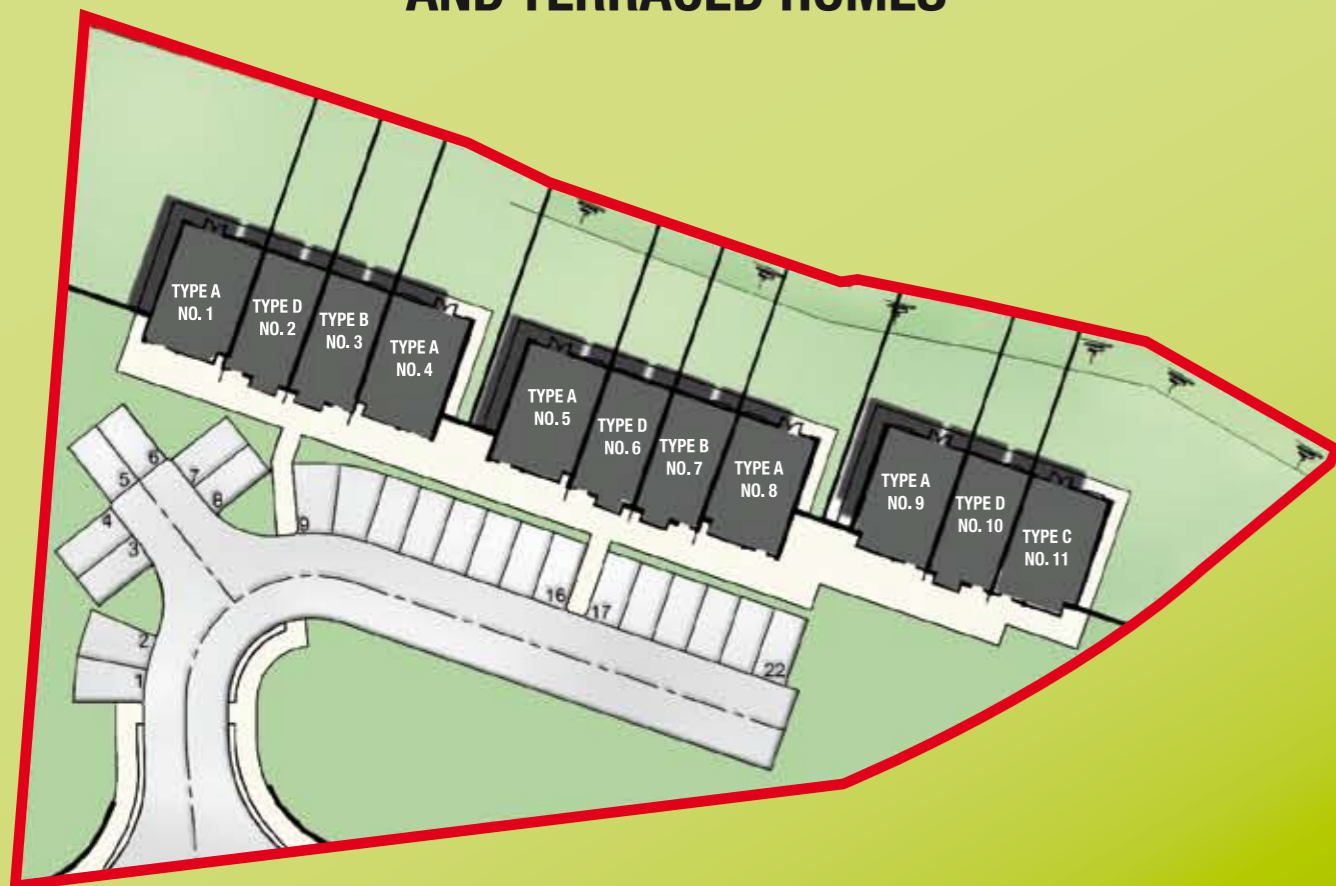 AND TERRACED HOMES
TYPE A
NO. 1
TYPE D
NO. 2
TYPE B
NO. 3
TYPE A
NO. 4
TYPE A
NO. 5
TYPE D
NO. 6
TYPE B
NO. 7
TYPE A
NO. 8
TYPE A
NO. 9
TYPE D
NO. 10
TYPE C
NO. 11
1
2
3
4
5
6
7
8
9
16
17
22